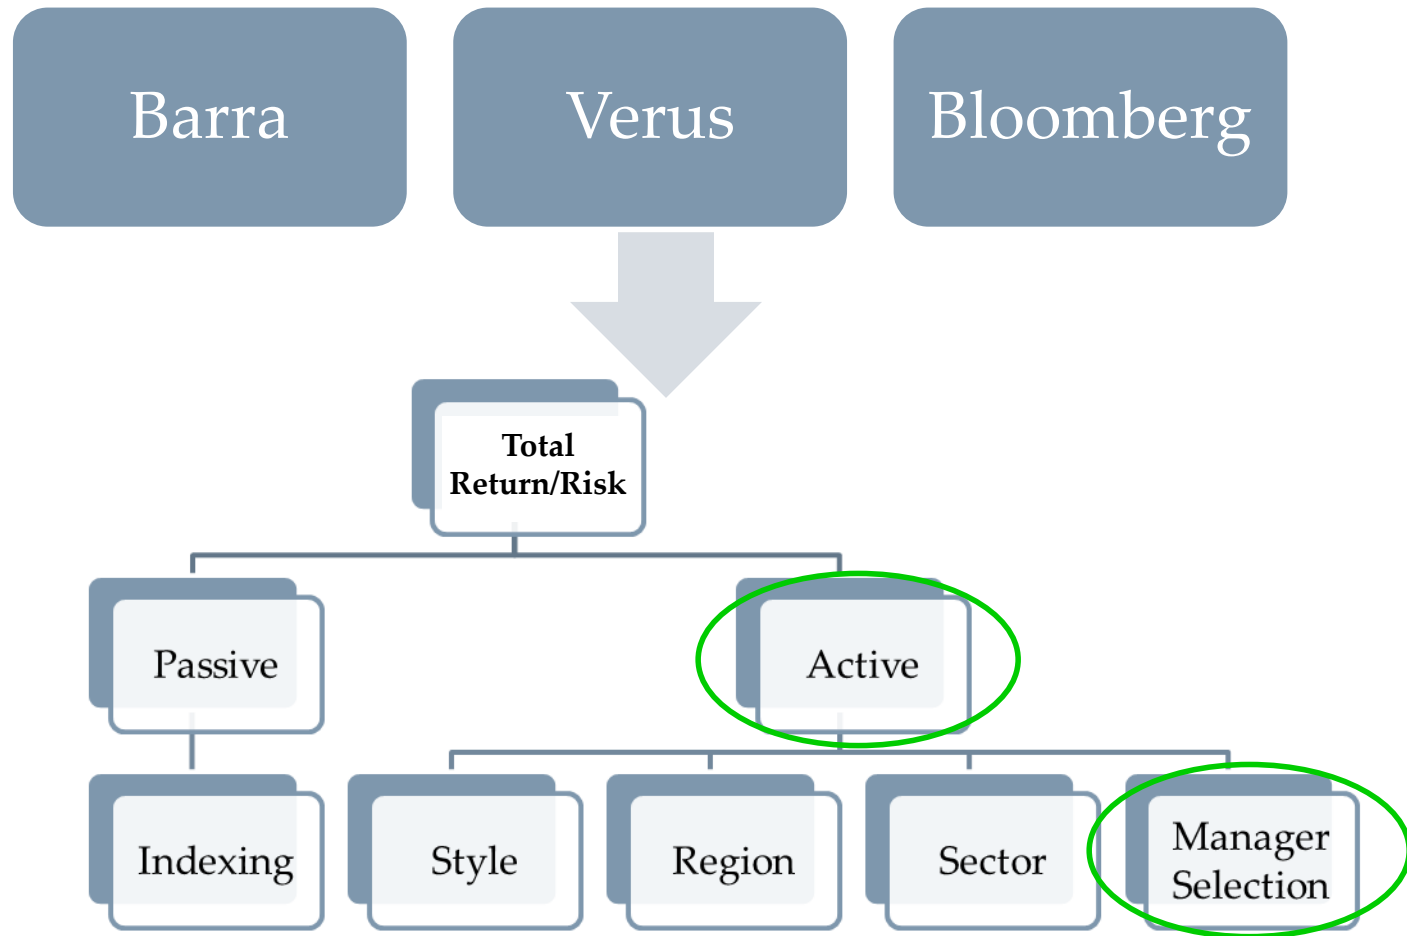 Barra
Verus
Bloomberg
Total
Return/Risk
Passive
Active
Indexing
Style
Region
Sector
Manager
Selection